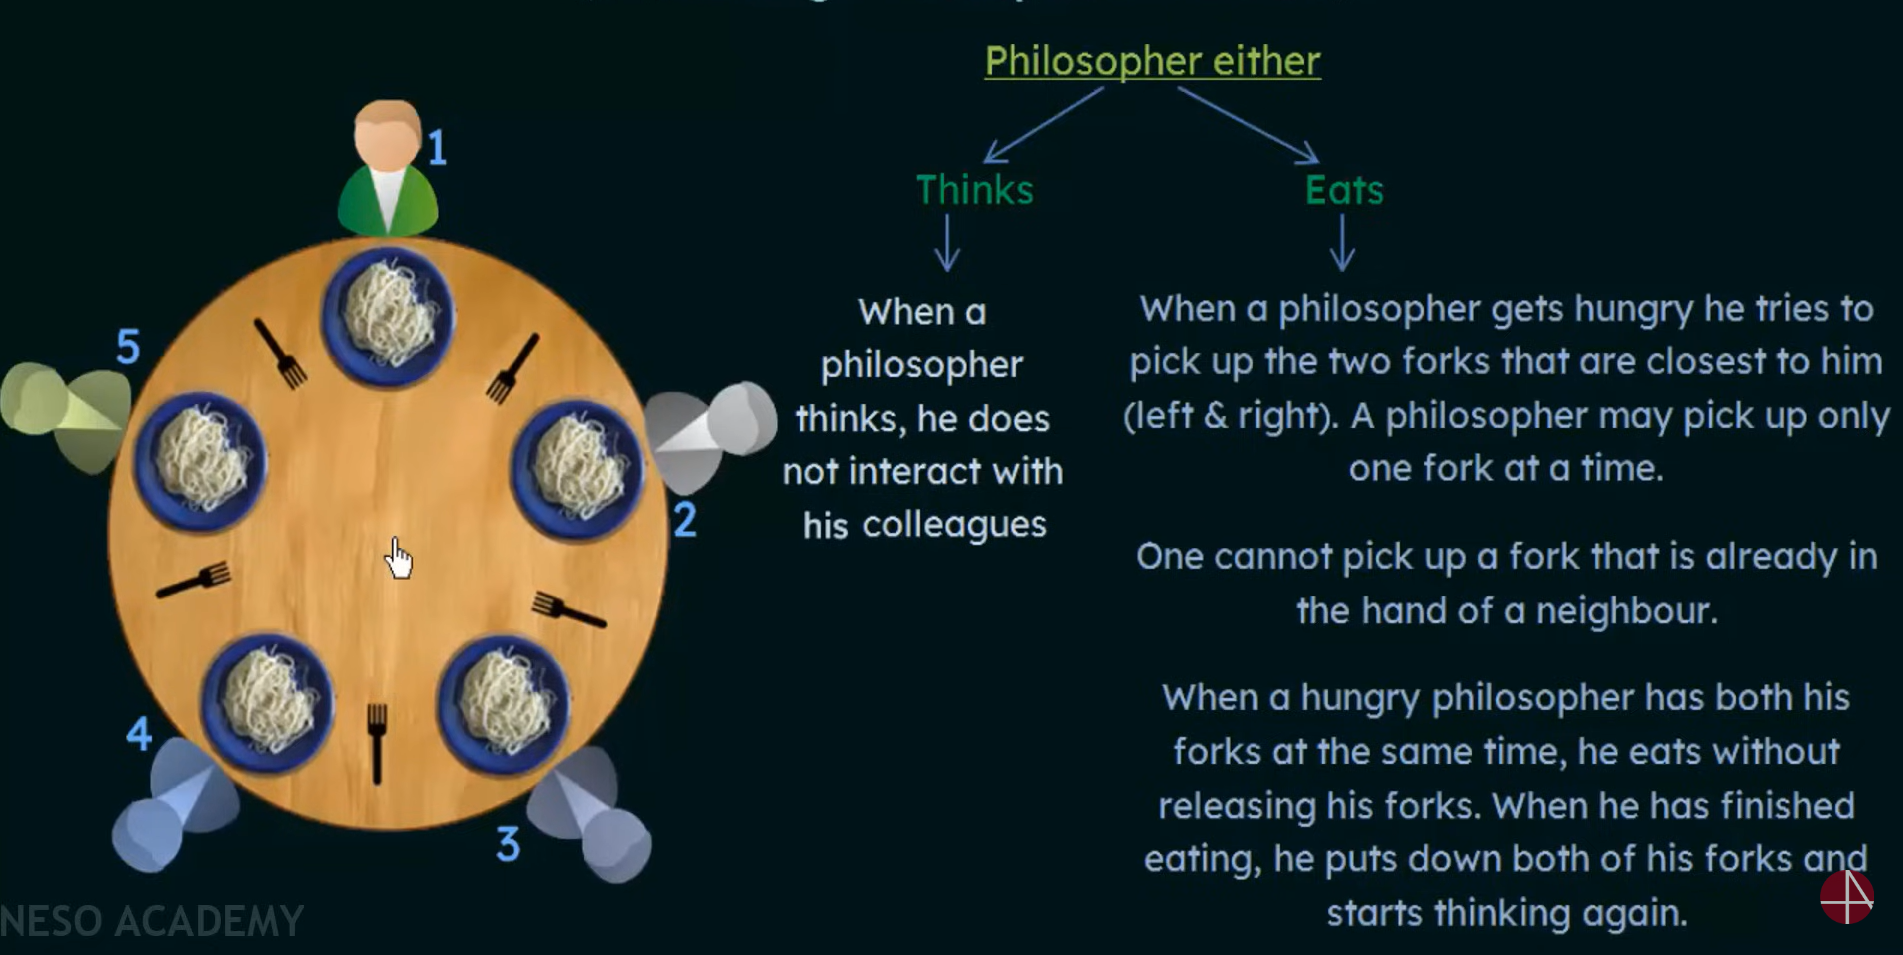 Philosopher either
Thinks
Eats
When a
philosopher
thinks, he does
not interact with
his colleagues
When a philosopher gets hungry he tries to
pick up the two forks that are closest to him
(left & right). A philosopher may pick up only
one fork at a time.
One cannot pick up a fork that is already in
the hand of a neighbour.
When a hungry philosopher has both his
forks at the same time, he eats without
releasing his forks. When he has finished
eating, he puts down both of his forks and
starts thinking again.
1
5
2
4
3
NESO ACADEMY